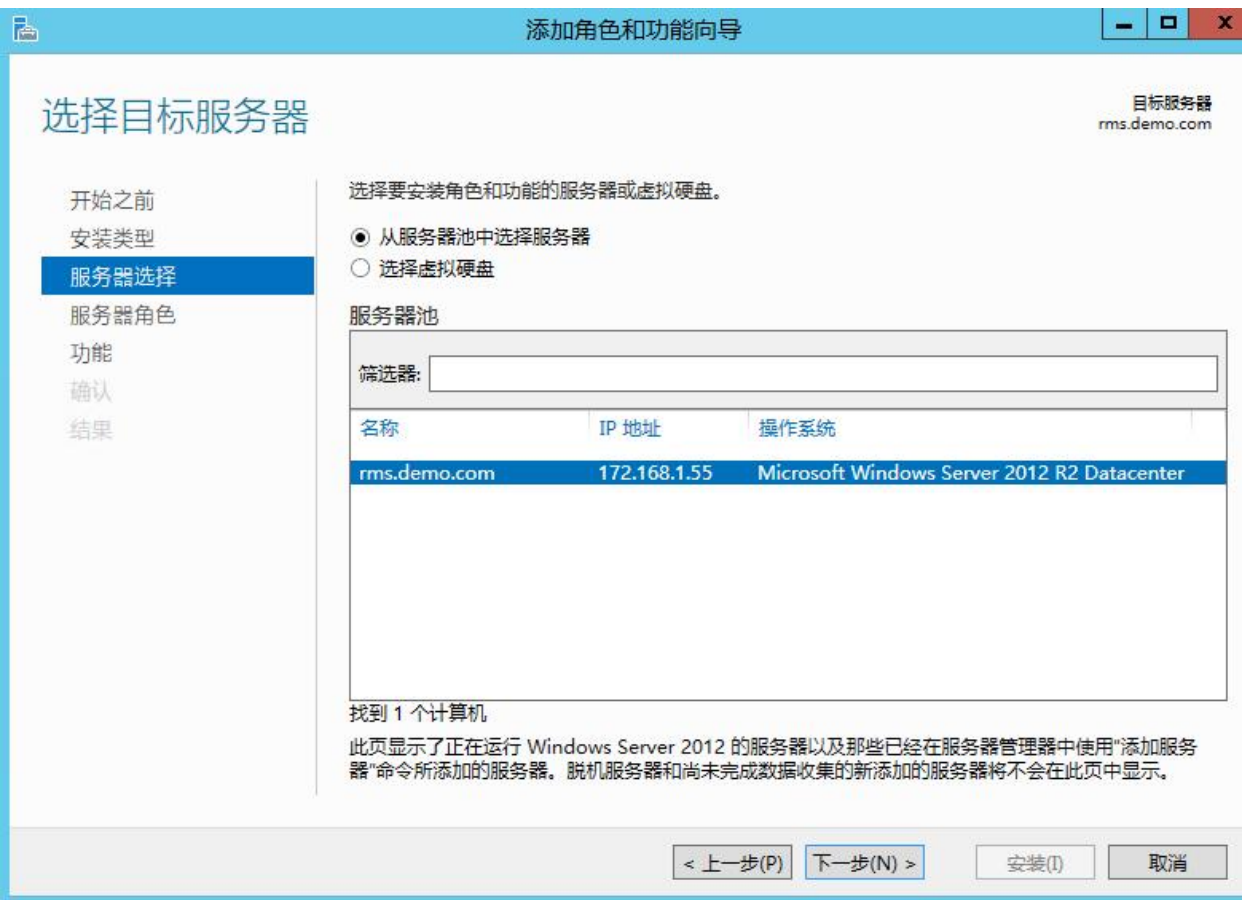 添加角色和功能向导
选择目标服务器
目标服务器
rms.demo.com
开始之前
安装类型
服务器选择
服务器角色
功能
确认
结果
选择要安装角色和功能的服务器或虚拟硬盘。
从服务器池中选择服务器
选择虚拟硬盘
服务器池
筛选器:
名称 IP 地址 操作系统
rms.demo.com 172.168.1.55 Microsoft Windows Server 2012 R2 Datacenter
找到 1 个计算机
此页显示了正在运行 Windows Server 2012 的服务器以及那些已经在服务器管理器中使用"添加服务
器"命令所添加的服务器。脱机服务器和尚未完成数据收集的新添加的服务器将不会在此页中显示。
< 上一步(P) 下一步(N) > 安装(I) 取消